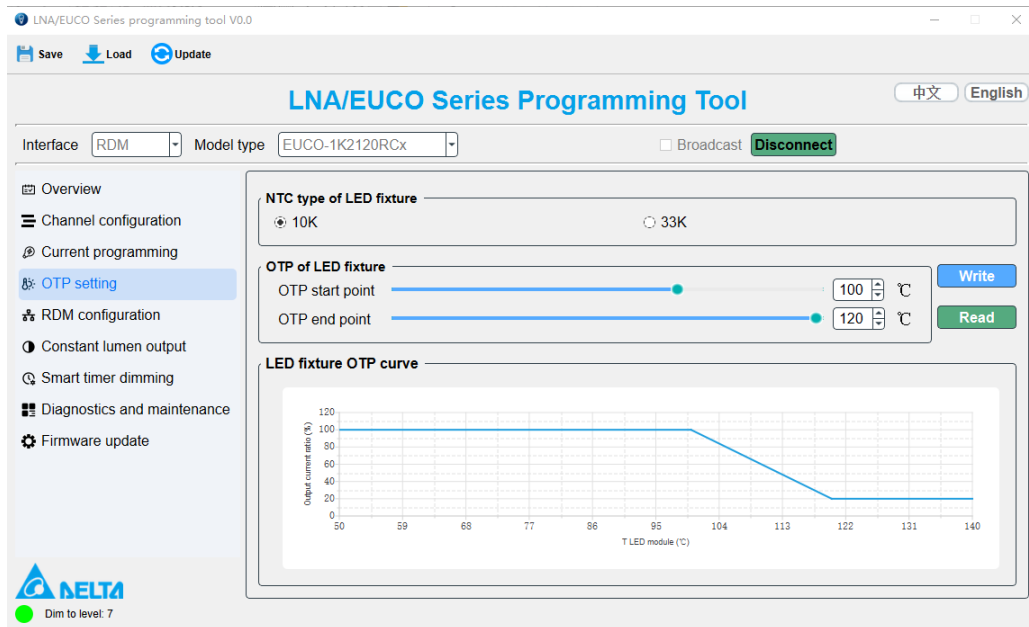 LNA/EUCO Series programming tool V0.0
Save Load Update
LNA/EUCO Series Programming Tool
中文 English
Interface RDM Model type EUCO-1K2120RCx Broadcast Disconnect
Overview
Channel configuration
Current programming
OTP setting
RDM configuration
Constant lumen output
Smart timer dimming
Diagnostics and maintenance
Firmware update
NTC type of LED fixture
10K 33K
OTP of LED fixture
OTP start point 100 ℃
OTP end point 120 ℃
Write
Read
LED fixture OTP curve
Output current ratio (%)
120
100
80
60
40
20
0
50 59 68 77 86 95 104 113 122 131 140
T LED module (℃)
DELTA
Dim to level: 7